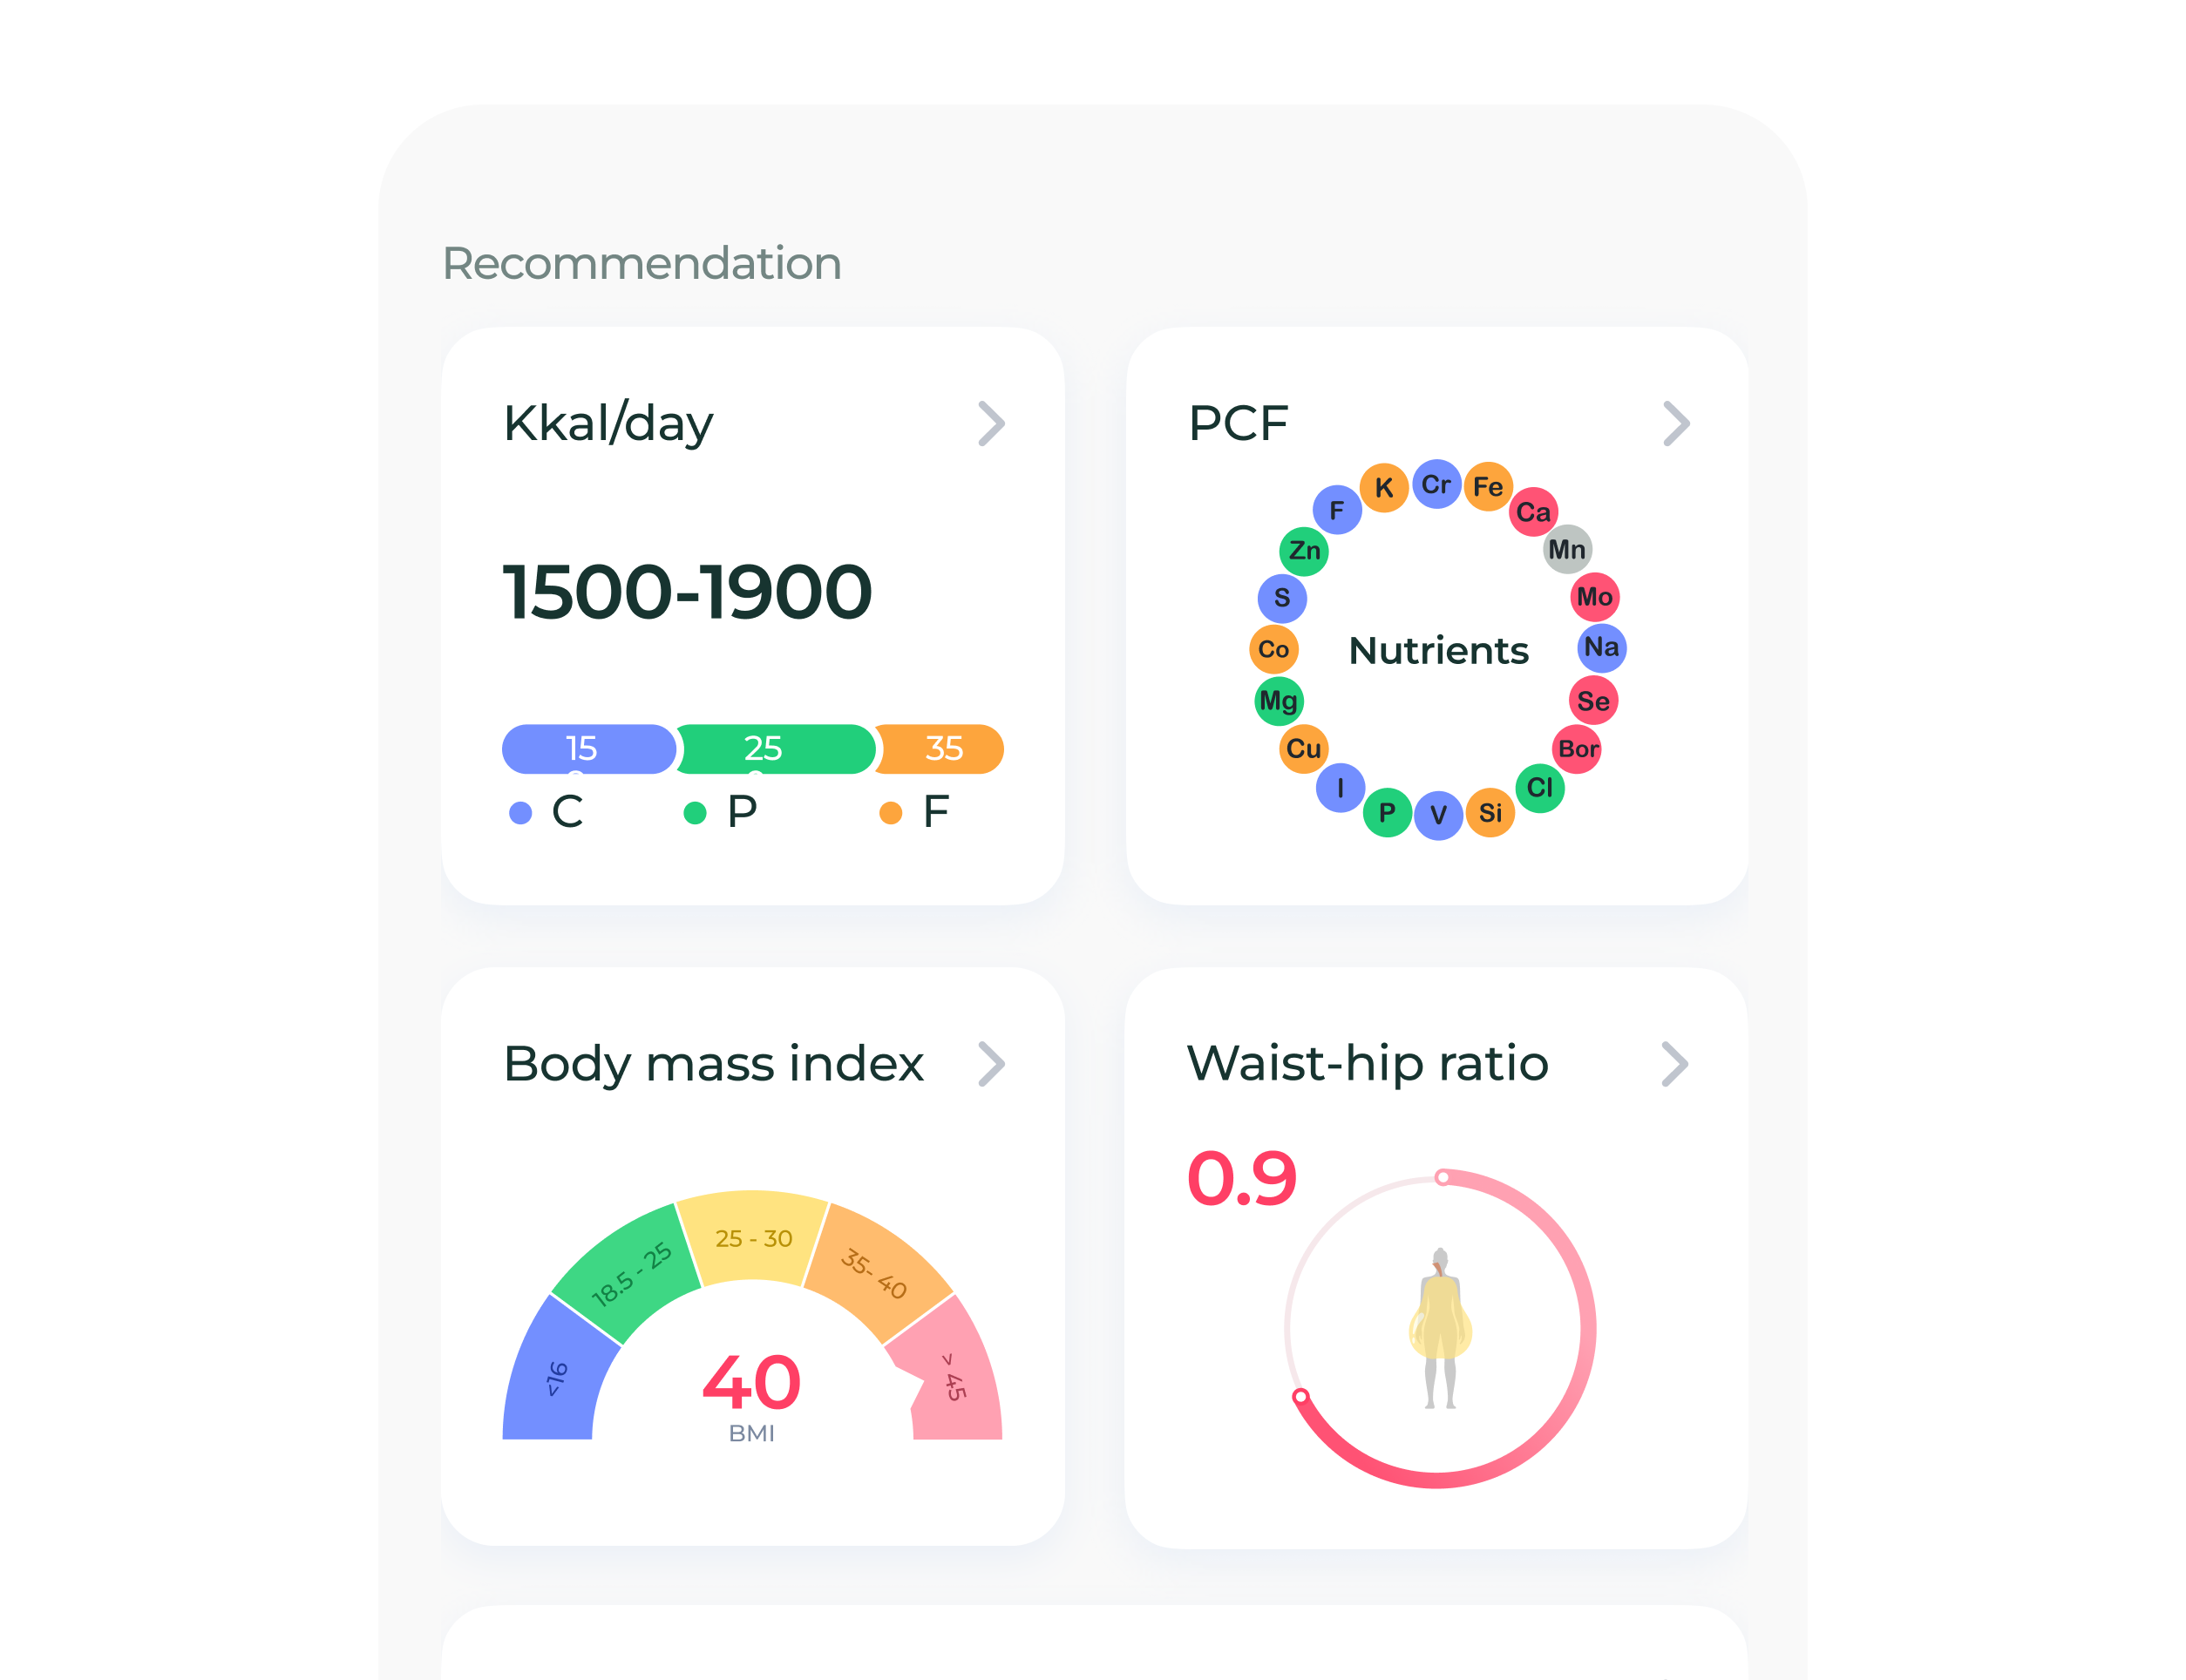 Recommendation
Kkal/day
1500-1900
15
25
35
C
P
F
PCF
K
Cr
Fe
Ca
Mn
Mo
Na
Se
Bor
Cl
Si
V
P
I
Cu
Mg
Co
S
Zn
F
Nutrients
Body mass index
<16
18.5 - 25
25 - 30
35- 40
> 45
40
BMI
Waist-hip ratio
0.9